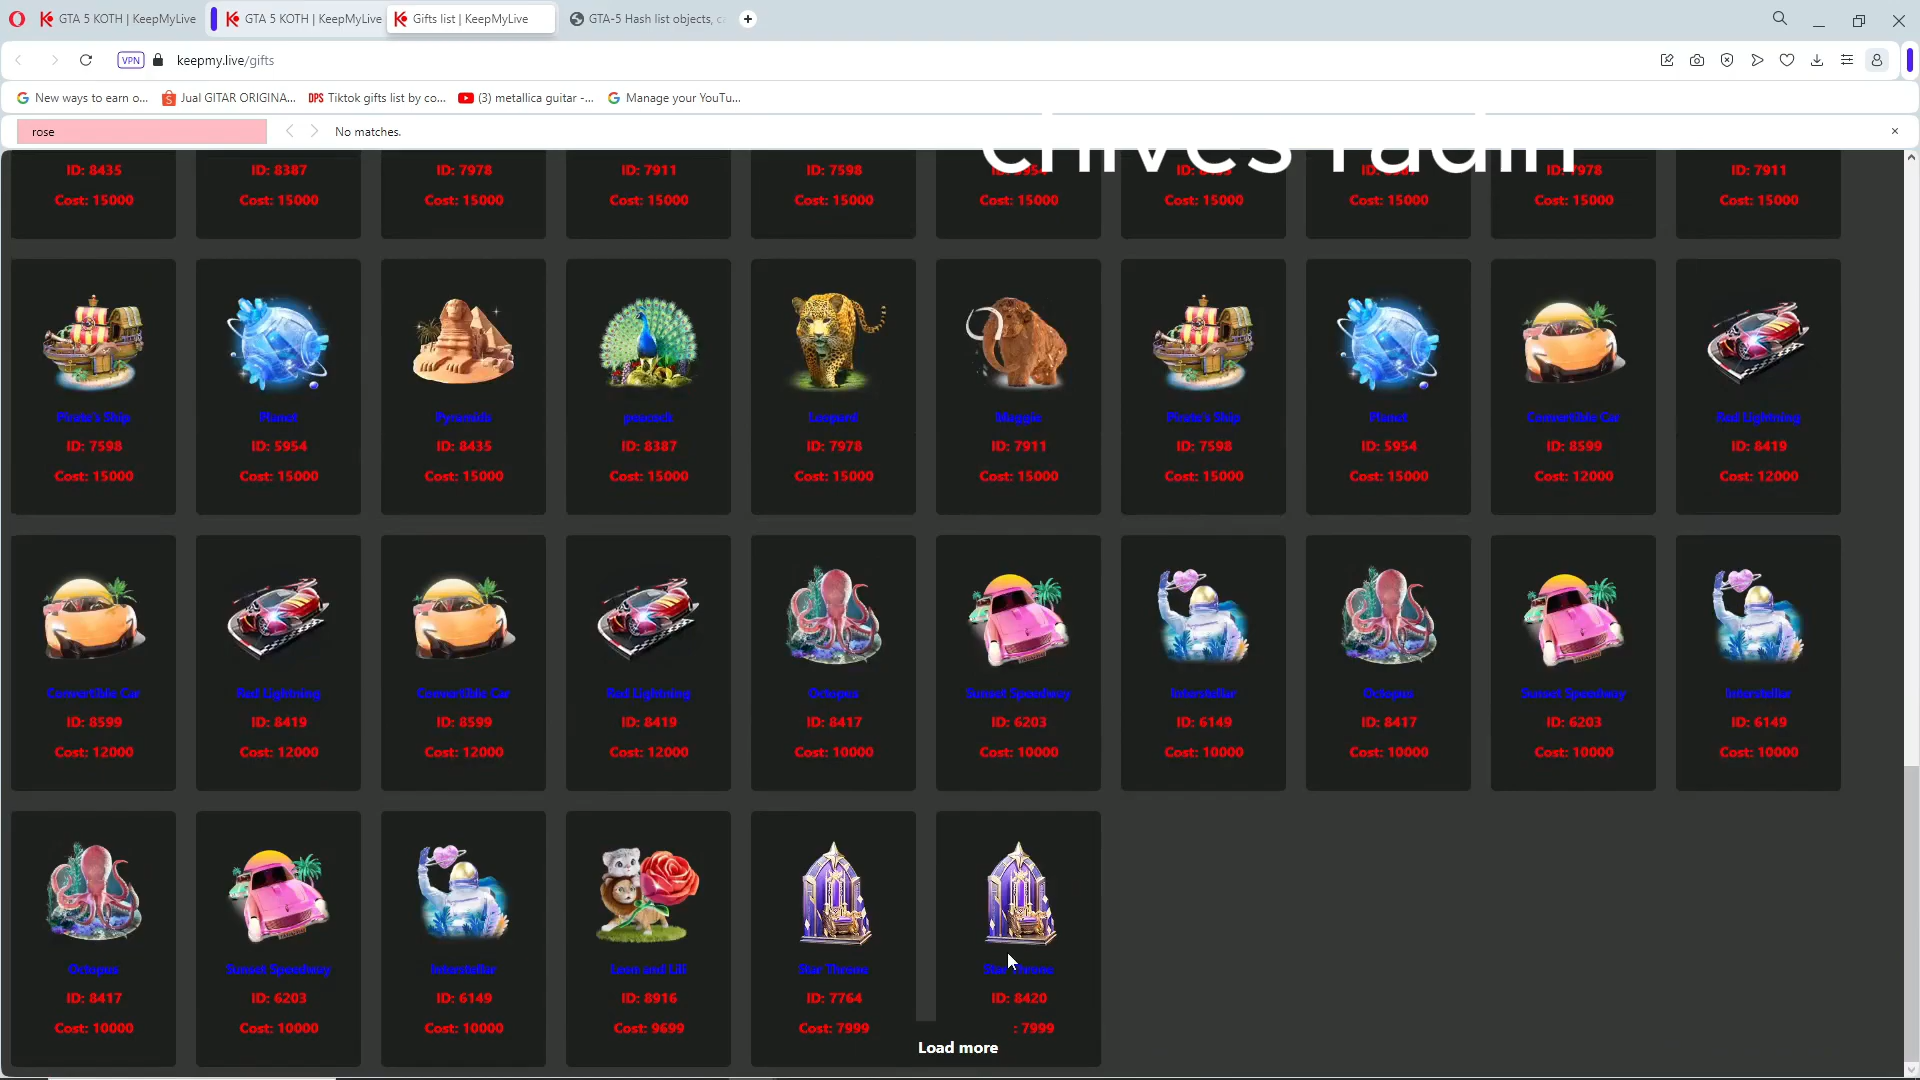 GTA 5 KOTH | KeepMyLive
GTA 5 KOTH | KeepMyLive
Gifts list | KeepMyLive
GTA-5 Hash list objects, c
VPN
keepmy.live/gifts
New ways to earn o...
Jual GITAR ORIGINA...
DPS Tiktok gifts list by co...
(3) metallica guitar -...
Manage your YouTu...
rose
No matches.
chives radin
ID: 8435 ID: 8387 ID: 7978 ID: 7911 ID: 7598 ID: 7911
Cost: 15000 Cost: 15000 Cost: 15000 Cost: 15000 Cost: 15000 Cost: 15000 Cost: 15000 Cost: 15000 Cost: 15000 Cost: 15000
Pirate's Ship Planet Pyramids peacock Leopard Muggie Pirate's Ship Planet Convertible Car Red Lightning
ID: 7598 ID: 5954 ID: 8435 ID: 8387 ID: 7978 ID: 7911 ID: 7598 ID: 5954 ID: 8599 ID: 8419
Cost: 15000 Cost: 15000 Cost: 15000 Cost: 15000 Cost: 15000 Cost: 15000 Cost: 15000 Cost: 15000 Cost: 12000 Cost: 12000
Convertible Car Red Lightning Convertible Car Red Lightning Octopus Sunset Speedway Interstellar Octopus Sunset Speedway Interstellar
ID: 8599 ID: 8419 ID: 8599 ID: 8419 ID: 8417 ID: 6203 ID: 6149 ID: 8417 ID: 6203 ID: 6149
Cost: 12000 Cost: 12000 Cost: 12000 Cost: 12000 Cost: 10000 Cost: 10000 Cost: 10000 Cost: 10000 Cost: 10000 Cost: 10000
Octopus Sunset Speedway Interstellar Leon and Lili Star Throne Star Throne
ID: 8417 ID: 6203 ID: 6149 ID: 8916 ID: 7764 ID: 8420
Cost: 10000 Cost: 10000 Cost: 10000 Cost: 9699 Cost: 7999 : 7999
Load more